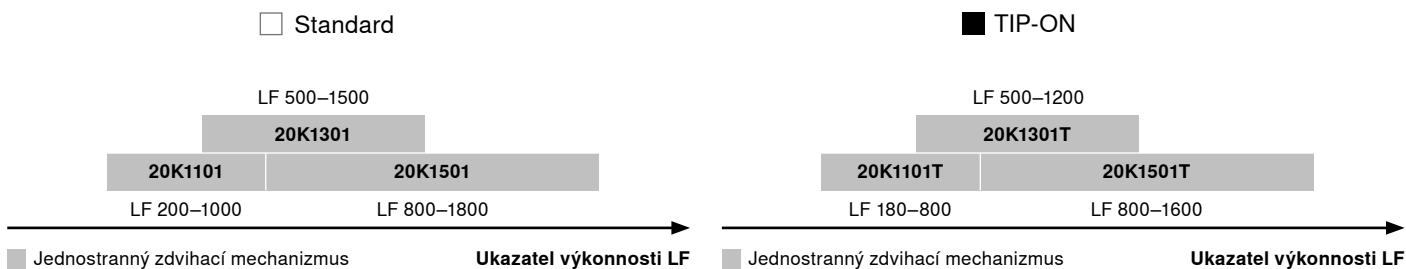 Standard
LF 500–1500
20K1301
20K1101
20K1501
LF 200–1000
LF 800–1800
Jednostranný zdvihací mechanizmus
Ukazatel výkonnosti LF
TIP-ON
LF 500–1200
20K1301T
20K1101T
20K1501T
LF 180–800
LF 800–1600
Jednostranný zdvihací mechanizmus
Ukazatel výkonnosti LF